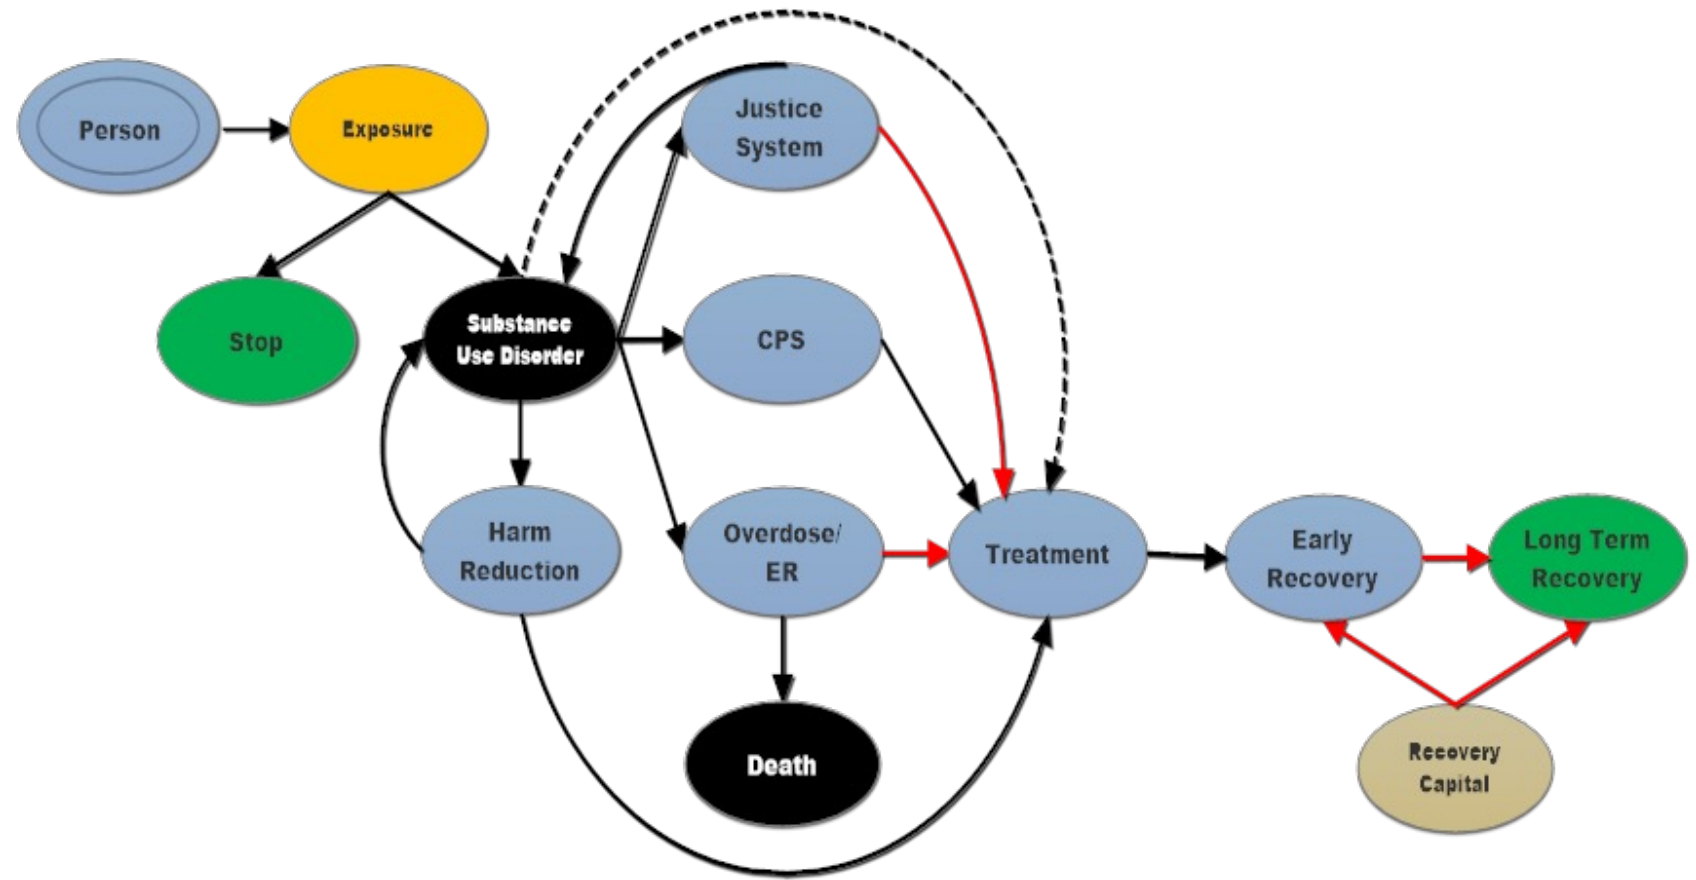 Person
Exposure
Justice
System
Stop
Substance
Use Disorder
CPS
Harm
Reduction
Overdose/
ER
Treatment
Early
Recovery
Long Term
Recovery
Death
Recovery
Capital